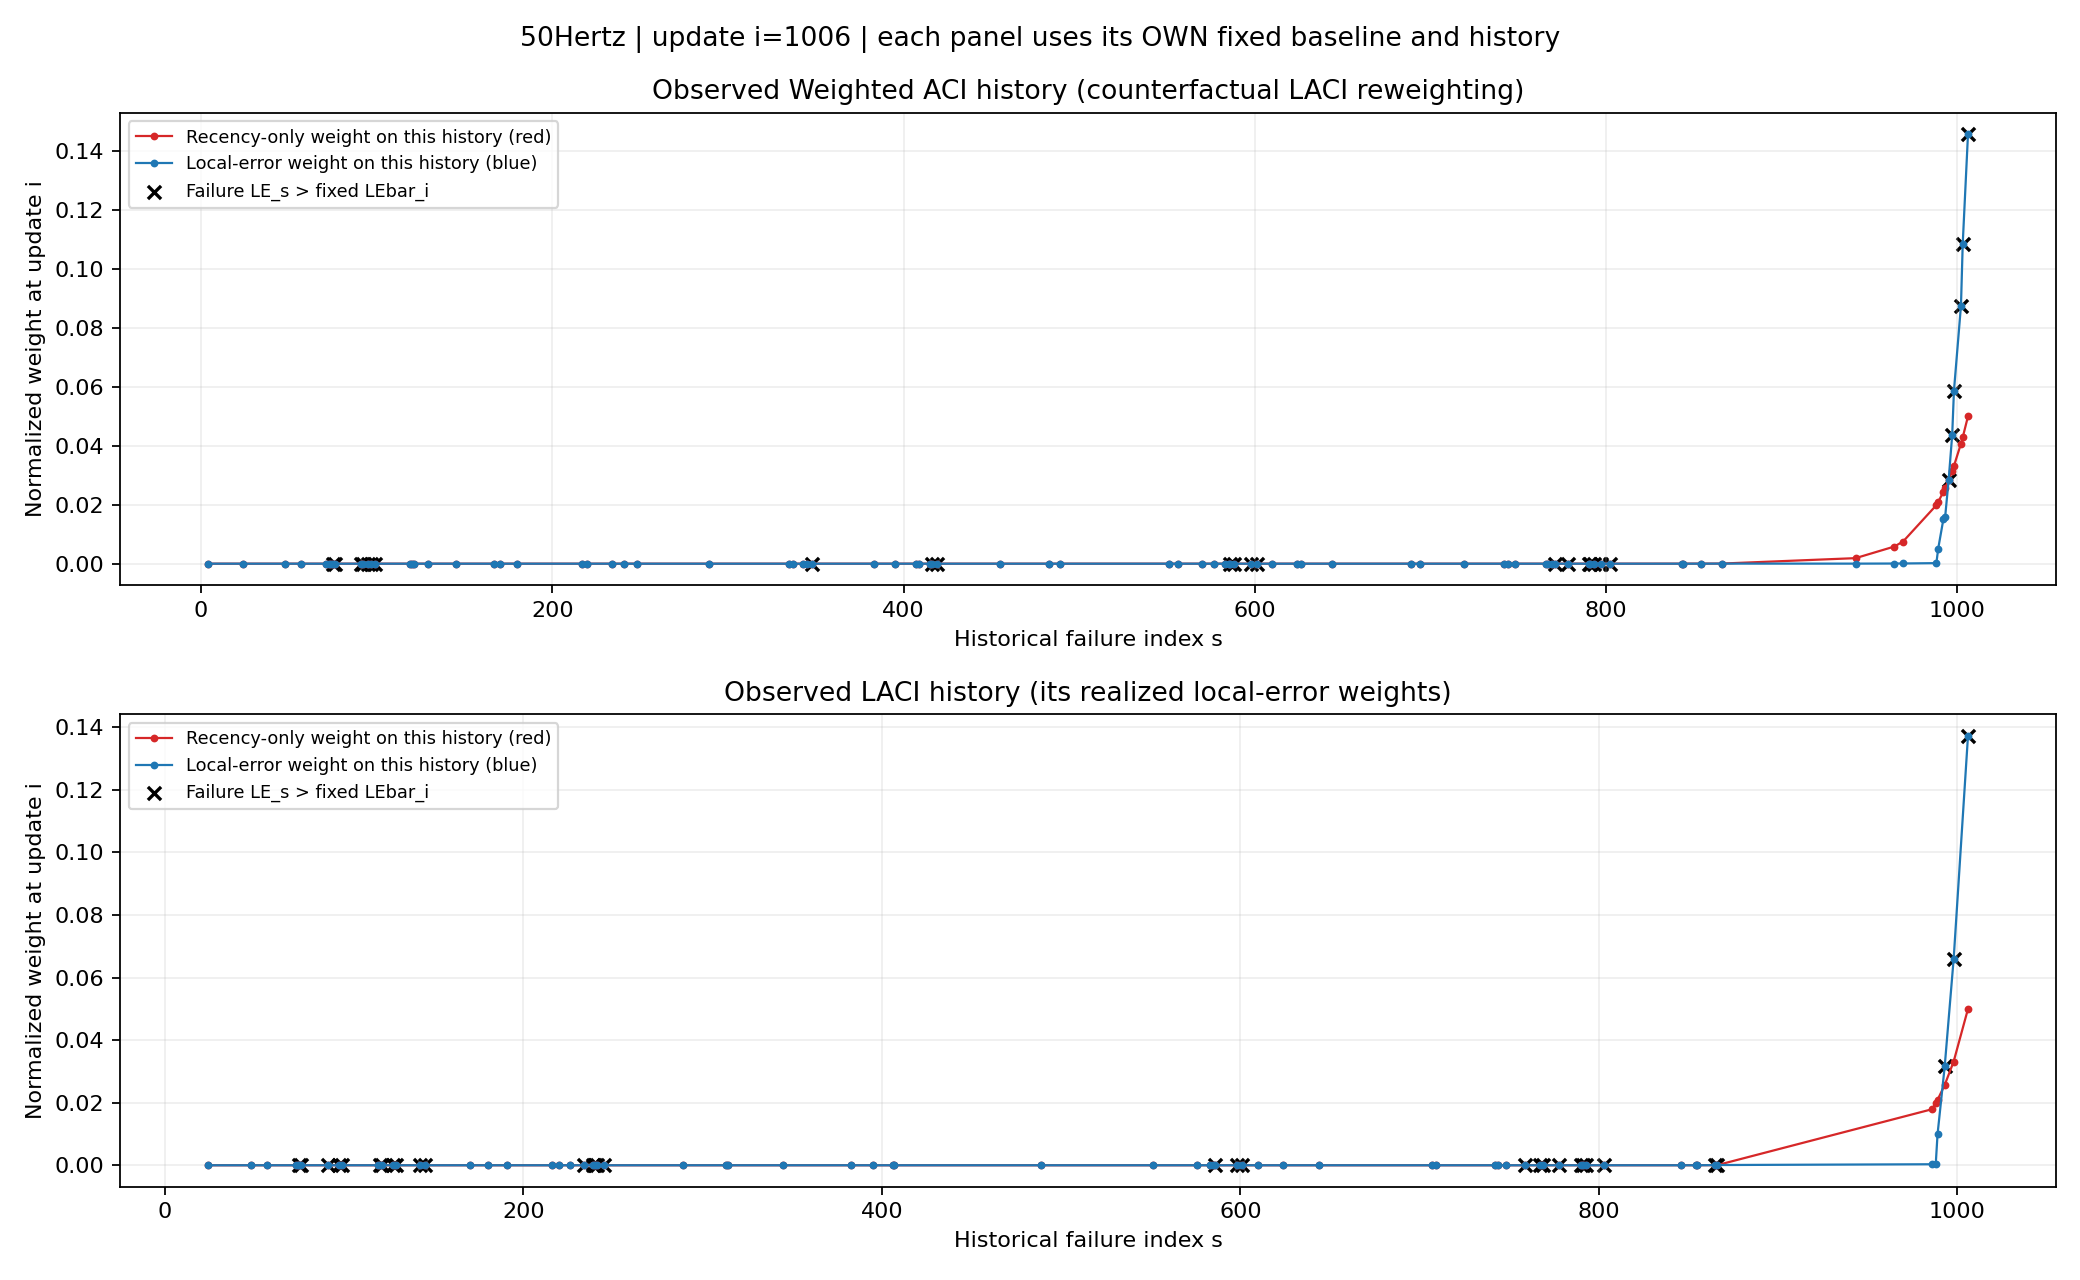 50Hertz | update i=1006 | each panel uses its OWN fixed baseline and history
Observed Weighted ACI history (counterfactual LACI reweighting)
Recency-only weight on this history (red)
Local-error weight on this history (blue)
Failure LE_s > fixed LEbar_i
Normalized weight at update i
0.14
0.12
0.10
0.08
0.06
0.04
0.02
0.00
0 200 400 600 800 1000
Historical failure index s
Observed LACI history (its realized local-error weights)
Recency-only weight on this history (red)
Local-error weight on this history (blue)
Failure LE_s > fixed LEbar_i
Normalized weight at update i
0.14
0.12
0.10
0.08
0.06
0.04
0.02
0.00
0 200 400 600 800 1000
Historical failure index s